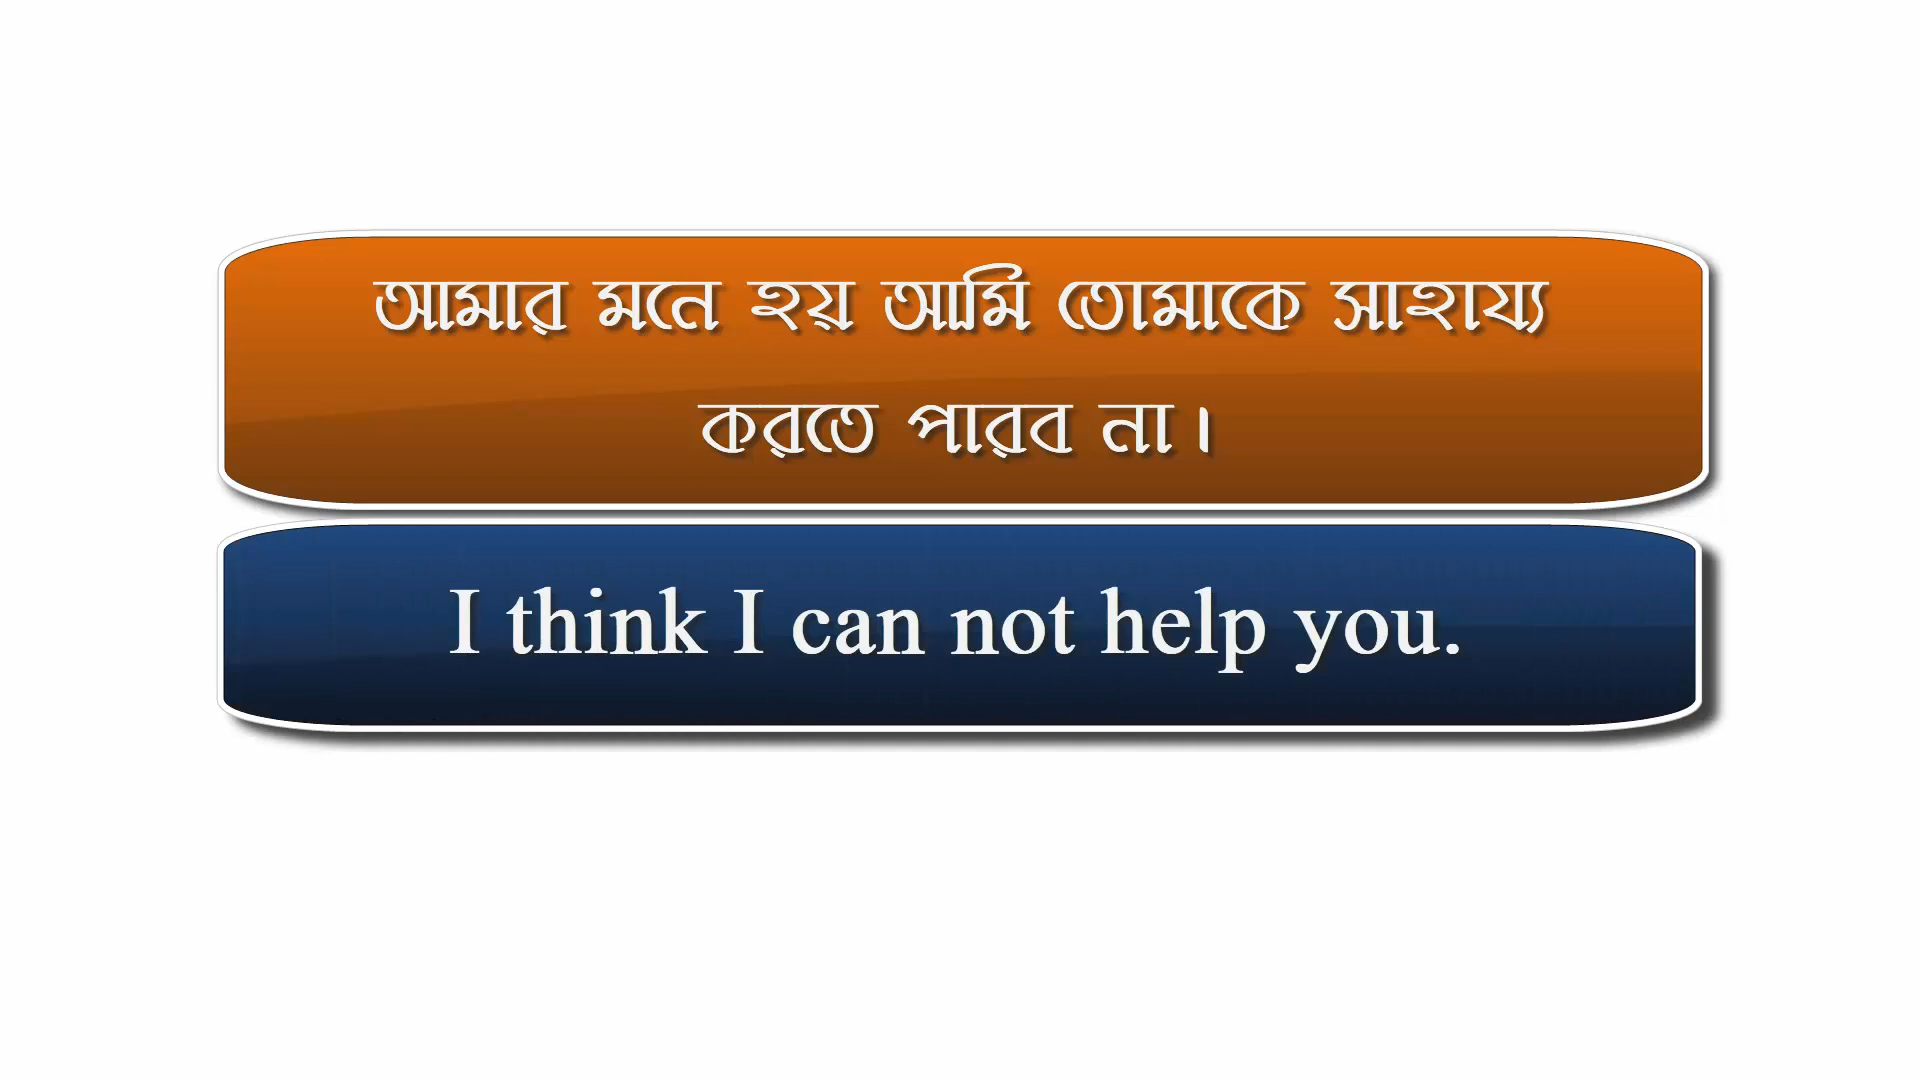 আমার মনে হয় আমি তোমাকে সাহায্য
করতে পারব না।
I think I can not help you.